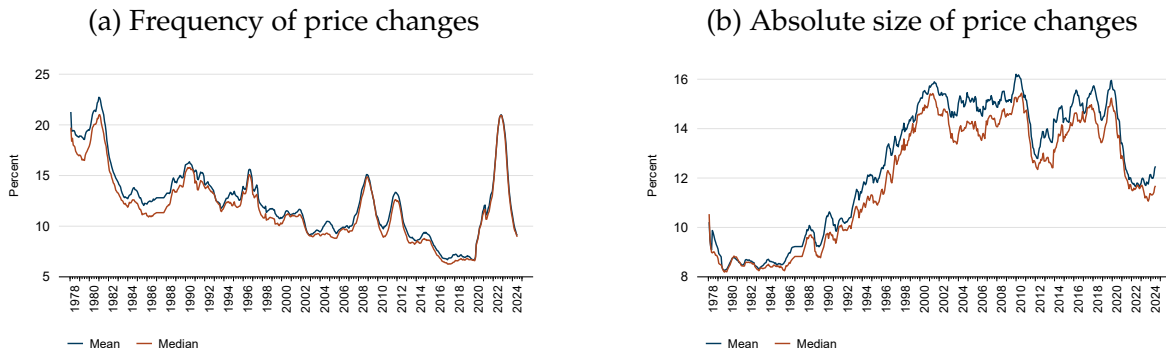 (a) Frequency of price changes
25
20
15
10
5
Percent
1978 1980 1982 1984 1986 1988 1990 1992 1994 1996 1998 2000 2002 2004 2006 2008 2010 2012 2014 2016 2018 2020 2022 2024
Mean Median
(b) Absolute size of price changes
16
14
12
10
8
Percent
1978 1980 1982 1984 1986 1988 1990 1992 1994 1996 1998 2000 2002 2004 2006 2008 2010 2012 2014 2016 2018 2020 2022 2024
Mean Median